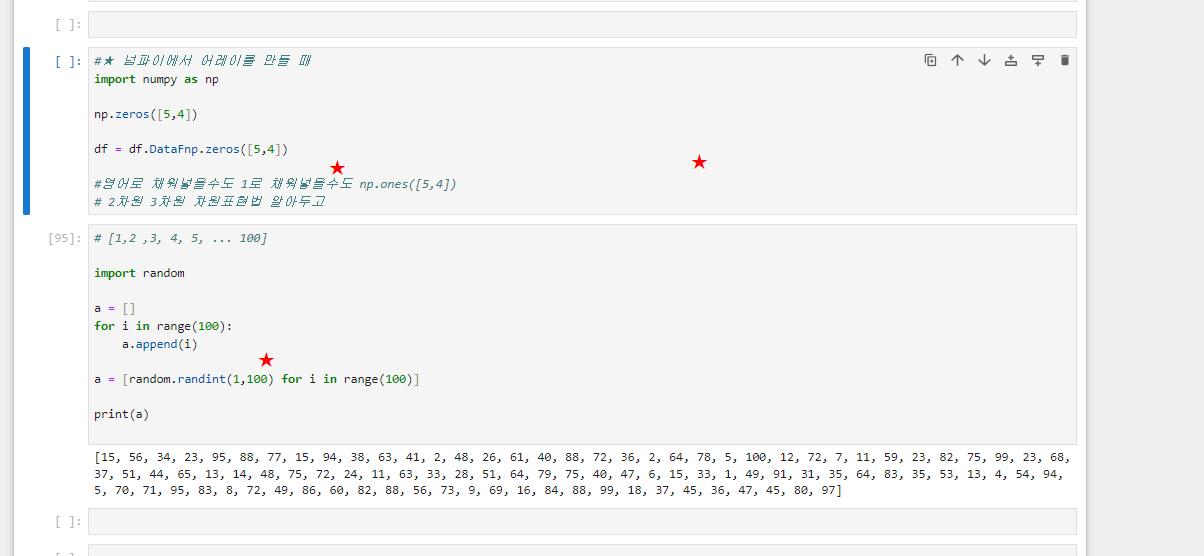 [ ]:
[ ]:
#★ 넘파이에서 어레이를 만들 때
import numpy as np
np.zeros([5,4])
df = df.DataFnp.zeros([5,4])
#영어로 채워넣을수도 1로 채워넣을수도 np.ones([5,4])
# 2차원 3차원 차원표현법 알아두고
[95]:
# [1,2 ,3, 4, 5, ... 100]
import random
a = []
for i in range(100):
    a.append(i)
a = [random.randint(1,100) for i in range(100)]
print(a)
[15, 56, 34, 23, 95, 88, 77, 15, 94, 38, 63, 41, 2, 48, 26, 61, 40, 88, 72, 36, 2, 64, 78, 5, 100, 12, 72, 7, 11, 59, 23, 82, 75, 99, 23, 68,
37, 51, 44, 65, 13, 14, 48, 75, 72, 24, 11, 63, 33, 28, 51, 64, 79, 75, 40, 47, 6, 15, 33, 1, 49, 91, 31, 35, 64, 83, 35, 53, 13, 4, 54, 94,
5, 70, 71, 95, 83, 8, 72, 49, 86, 60, 82, 88, 56, 73, 9, 69, 16, 84, 88, 99, 18, 37, 45, 36, 47, 45, 80, 97]
[ ]: